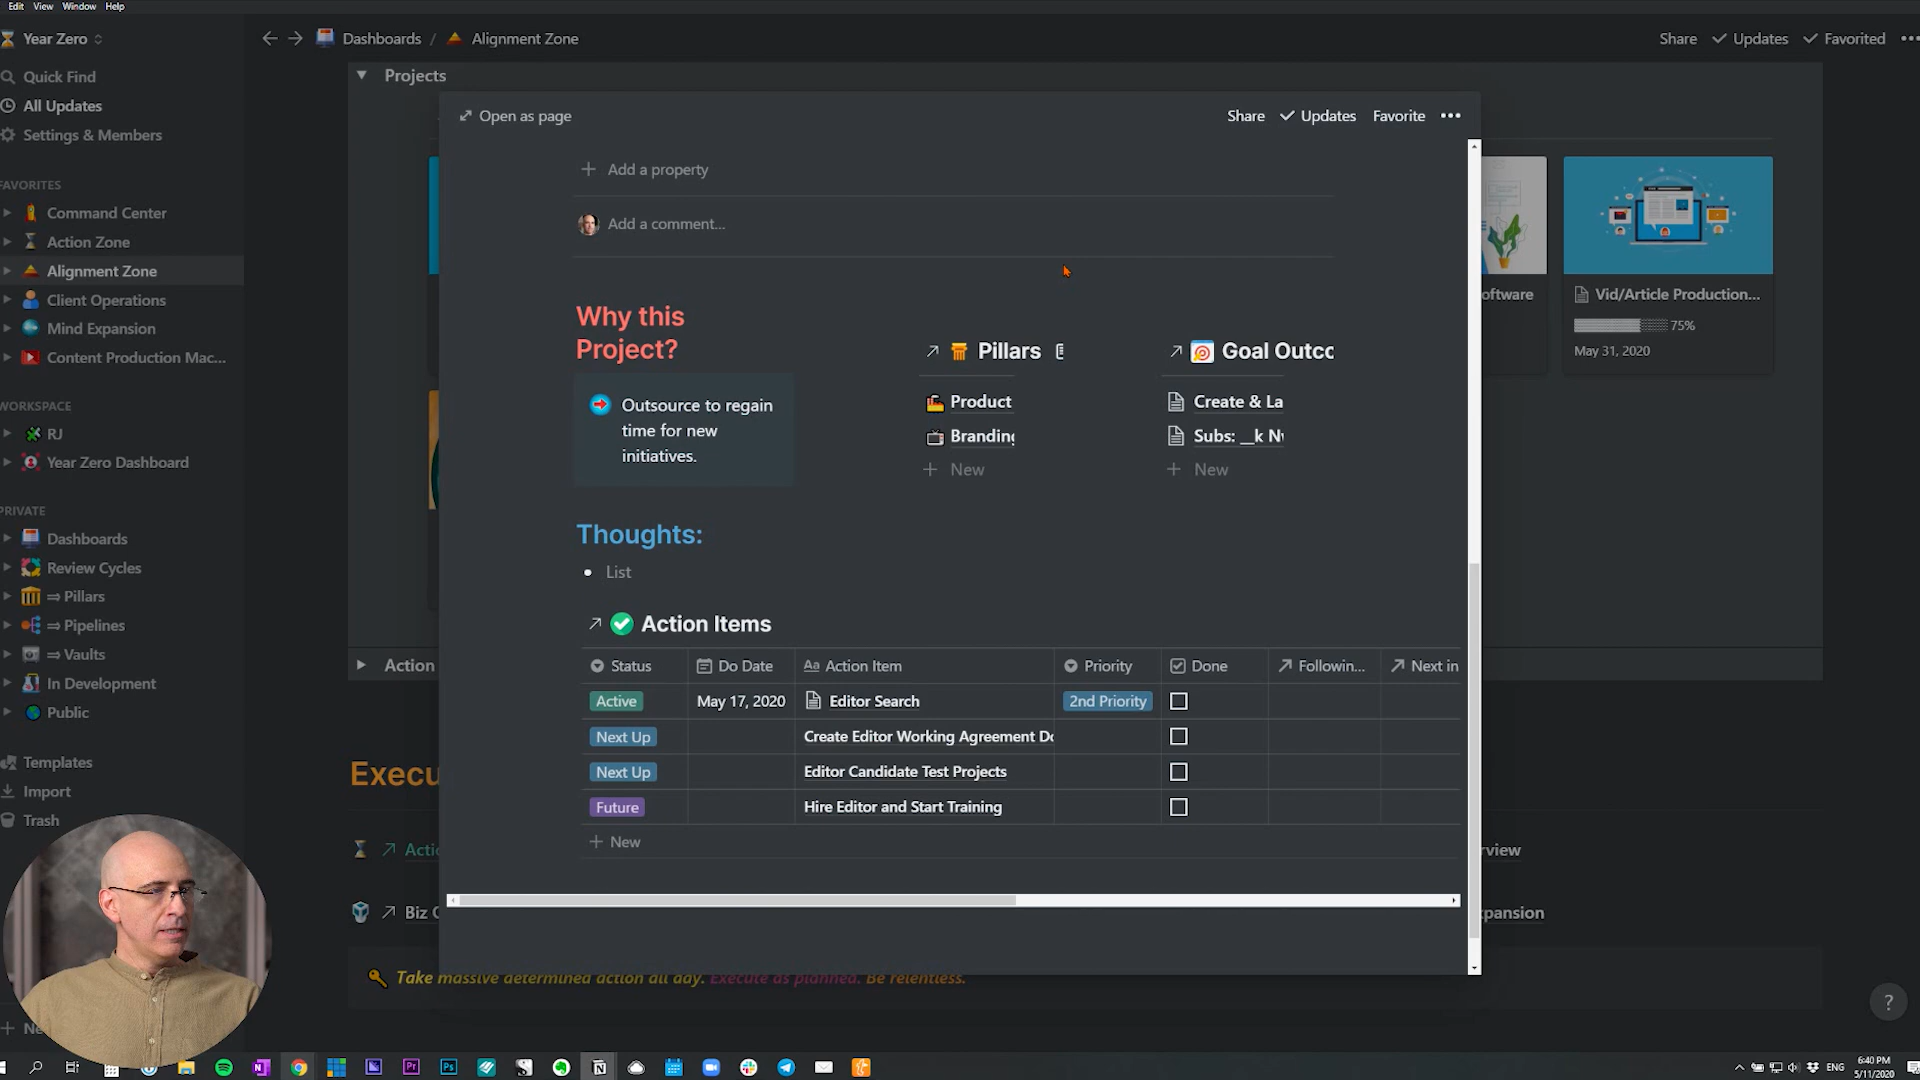 Edit View Window Help
Year Zero
Dashboards / Alignment Zone
Share Updates Favorited
Quick Find
All Updates
Settings & Members
FAVORITES
Command Center
Action Zone
Alignment Zone
Client Operations
Mind Expansion
Content Production Mac...
WORKSPACE
RJ
Year Zero Dashboard
PRIVATE
Dashboards
Review Cycles
⇒ Pillars
⇒ Pipelines
⇒ Vaults
In Development
Public
Templates
Import
Trash
Projects
Open as page
Share Updates Favorite
Add a property
Add a comment...
Why this
Project?
Outsource to regain
time for new
initiatives.
Pillars
Product
Branding
New
Goal Outco
Create & La
Subs: __k N
New
Thoughts:
List
Action Items
Status Do Date Aa Action Item Priority Done Followin... Next in
Active May 17, 2020 Editor Search 2nd Priority
Next Up Create Editor Working Agreement Do
Next Up Editor Candidate Test Projects
Future Hire Editor and Start Training
New
oftware
Vid/Article Production...
75%
May 31, 2020
Action
Execu
Actio
rview
Biz
pansion
Take massive determined action all day. Execute as planned. Be relentless.
Ne
?
ENG
6:40 PM
5/11/2020